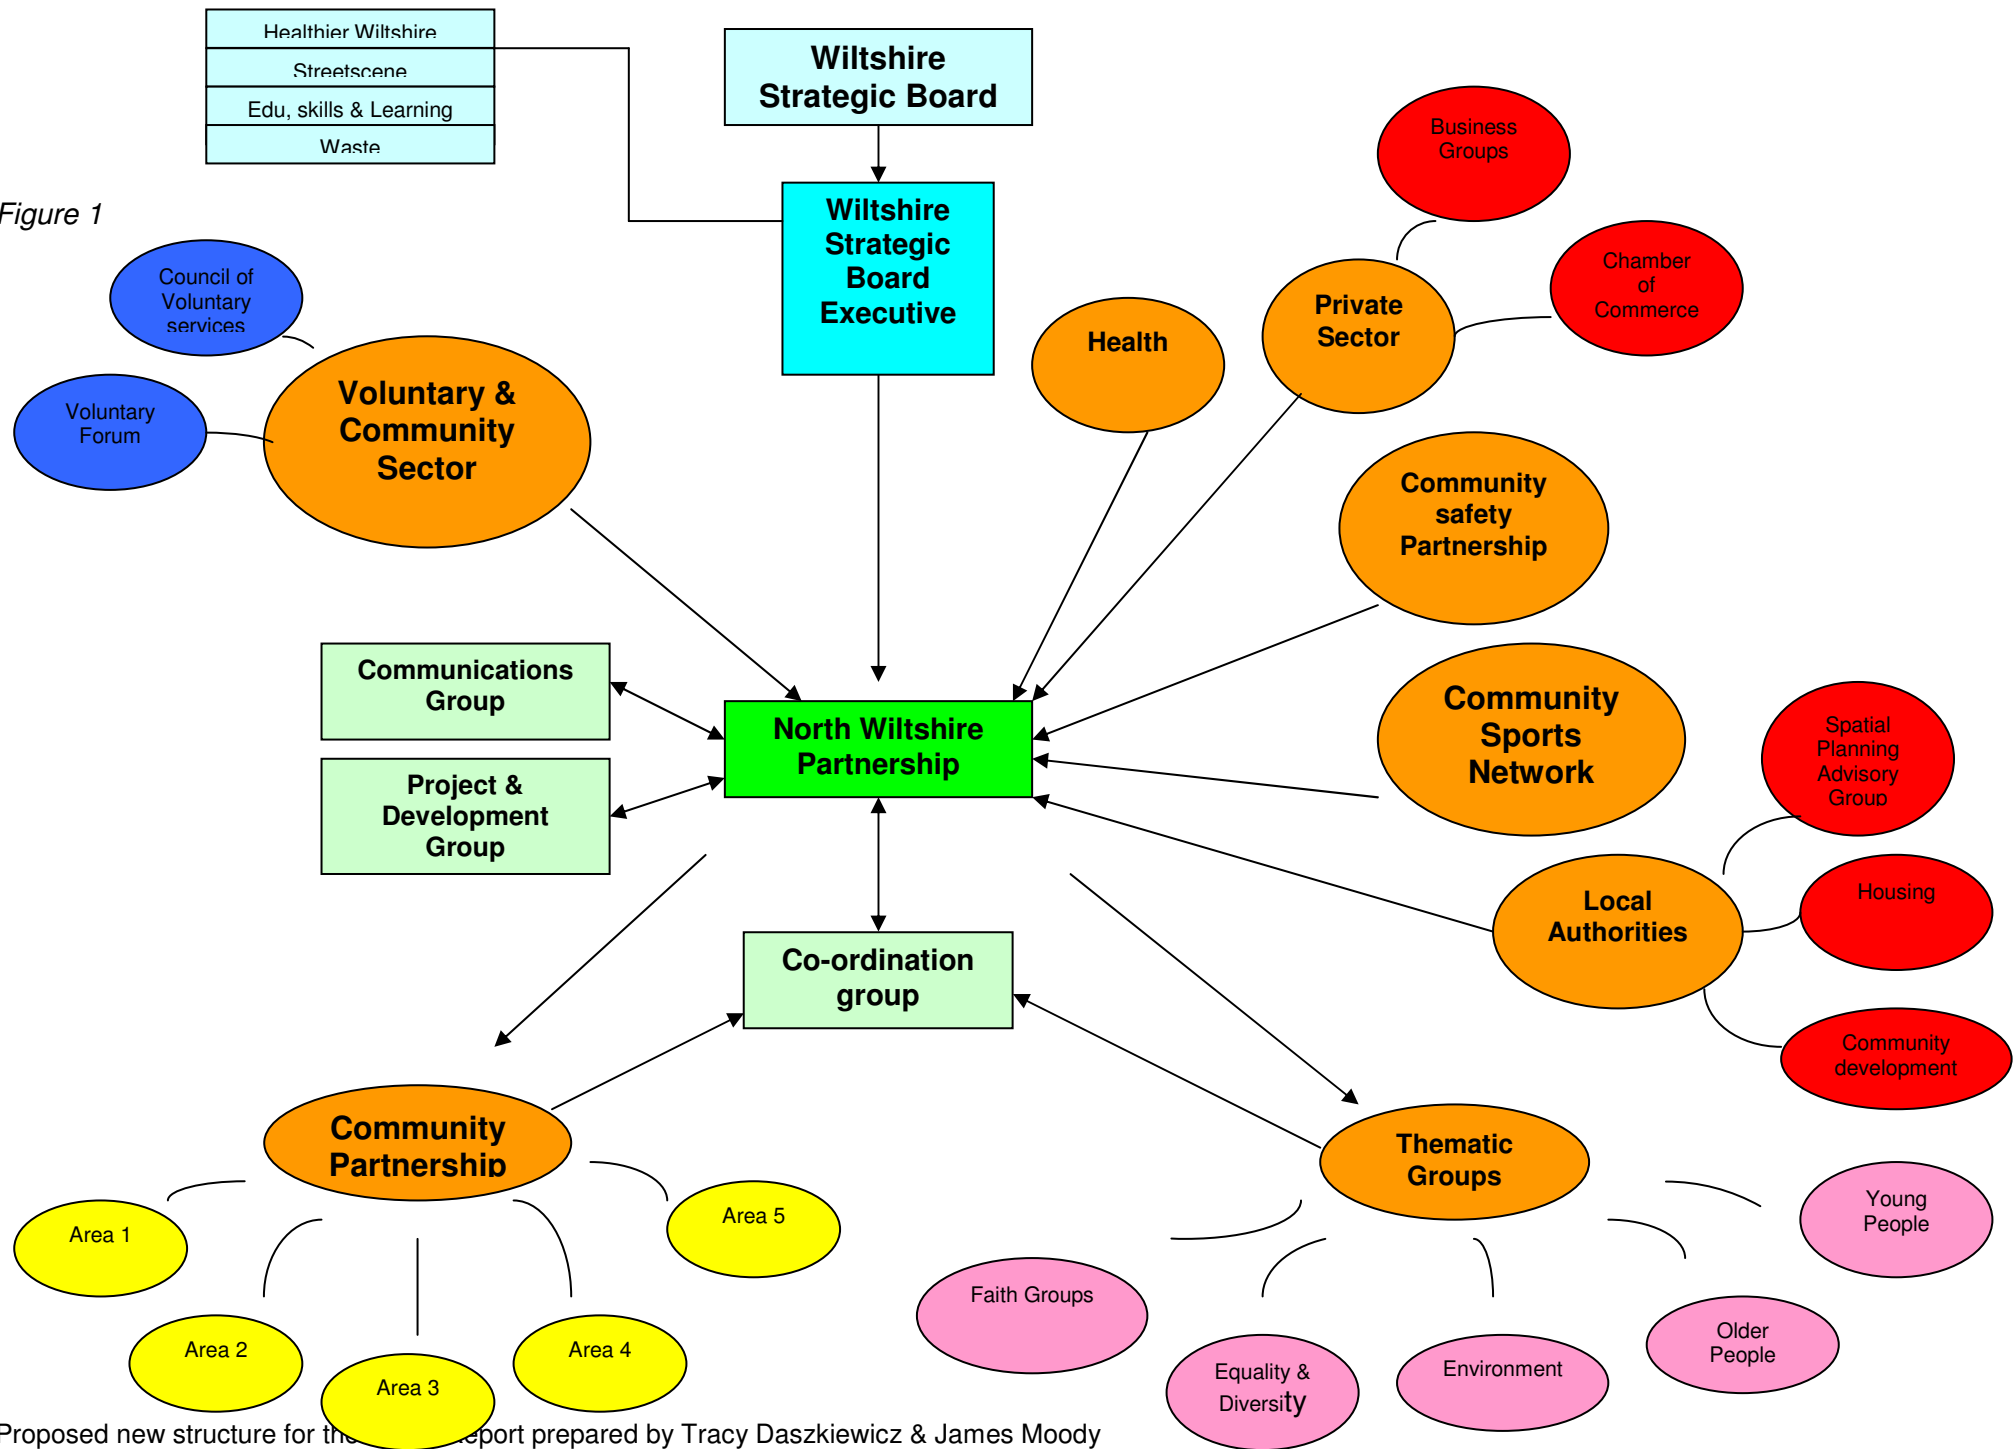 Healthier Wiltshire
Streetscene
Edu, skills & Learning
Waste
Wiltshire
Strategic Board
Business
Groups
Figure 1
Wiltshire
Strategic
Board
Executive
Council of
Voluntary
services
Chamber
of
Commerce
Private
Sector
Health
Voluntary &
Community
Sector
Voluntary
Forum
Community
safety
Partnership
Communications
Group
North Wiltshire
Partnership
Community
Sports
Network
Spatial
Planning
Advisory
Group
Project &
Development
Group
Local
Authorities
Housing
Co-ordination
group
Community
development
Community
Partnership
Thematic
Groups
Area 1
Area 2
Area 3
Area 4
Area 5
Faith Groups
Equality &
Diversity
Environment
Older
People
Young
People
Proposed new structure for the eport prepared by Tracy Daszkiewicz & James Moody